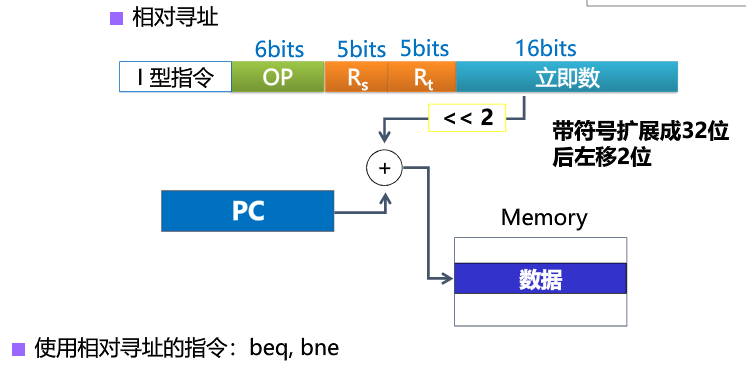 相对寻址
6bits 5bits 5bits 16bits
I 型指令 OP Rs Rt 立即数
<< 2
带符号扩展成32位
后左移2位
+
PC
Memory
数据
使用相对寻址的指令：beq, bne